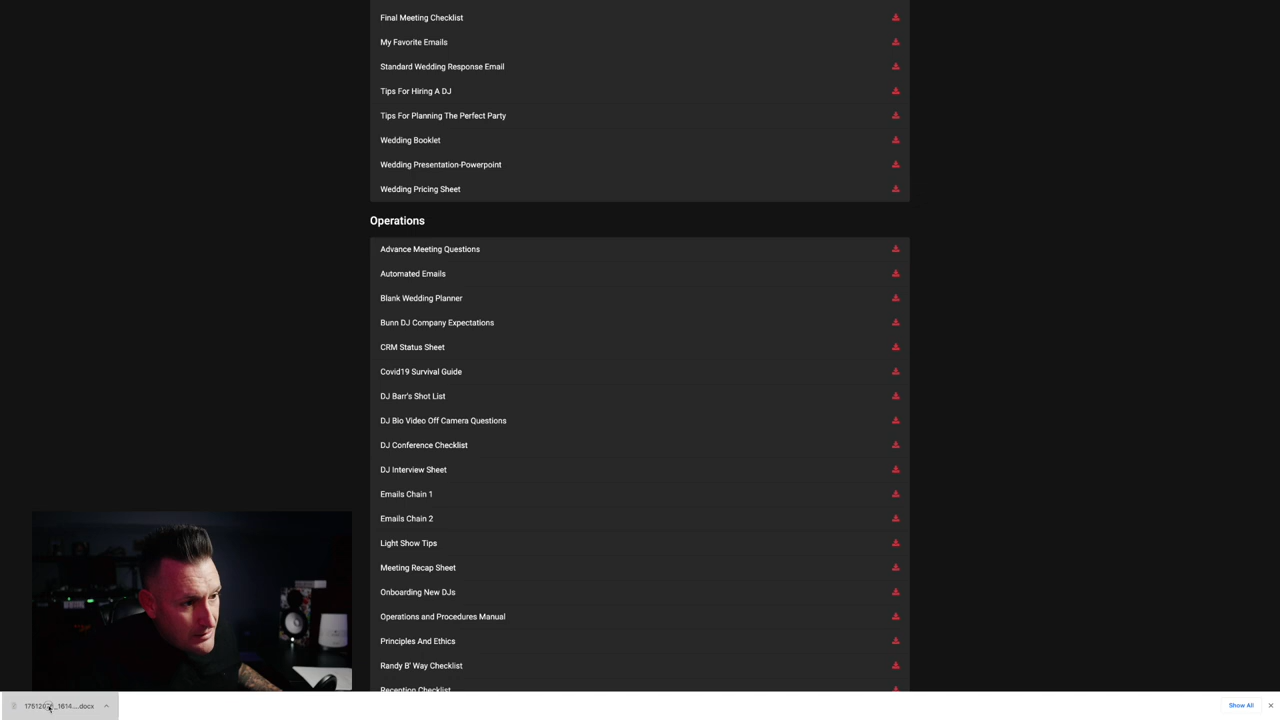 Final Meeting Checklist
My Favorite Emails
Standard Wedding Response Email
Tips For Hiring A DJ
Tips For Planning The Perfect Party
Wedding Booklet
Wedding Presentation-Powerpoint
Wedding Pricing Sheet
Operations
Advance Meeting Questions
Automated Emails
Blank Wedding Planner
Bunn DJ Company Expectations
CRM Status Sheet
Covid19 Survival Guide
DJ Barr's Shot List
DJ Bio Video Off Camera Questions
DJ Conference Checklist
DJ Interview Sheet
Emails Chain 1
Emails Chain 2
Light Show Tips
Meeting Recap Sheet
Onboarding New DJs
Operations and Procedures Manual
Principles And Ethics
Randy B' Way Checklist
Reception Checklist
Show All